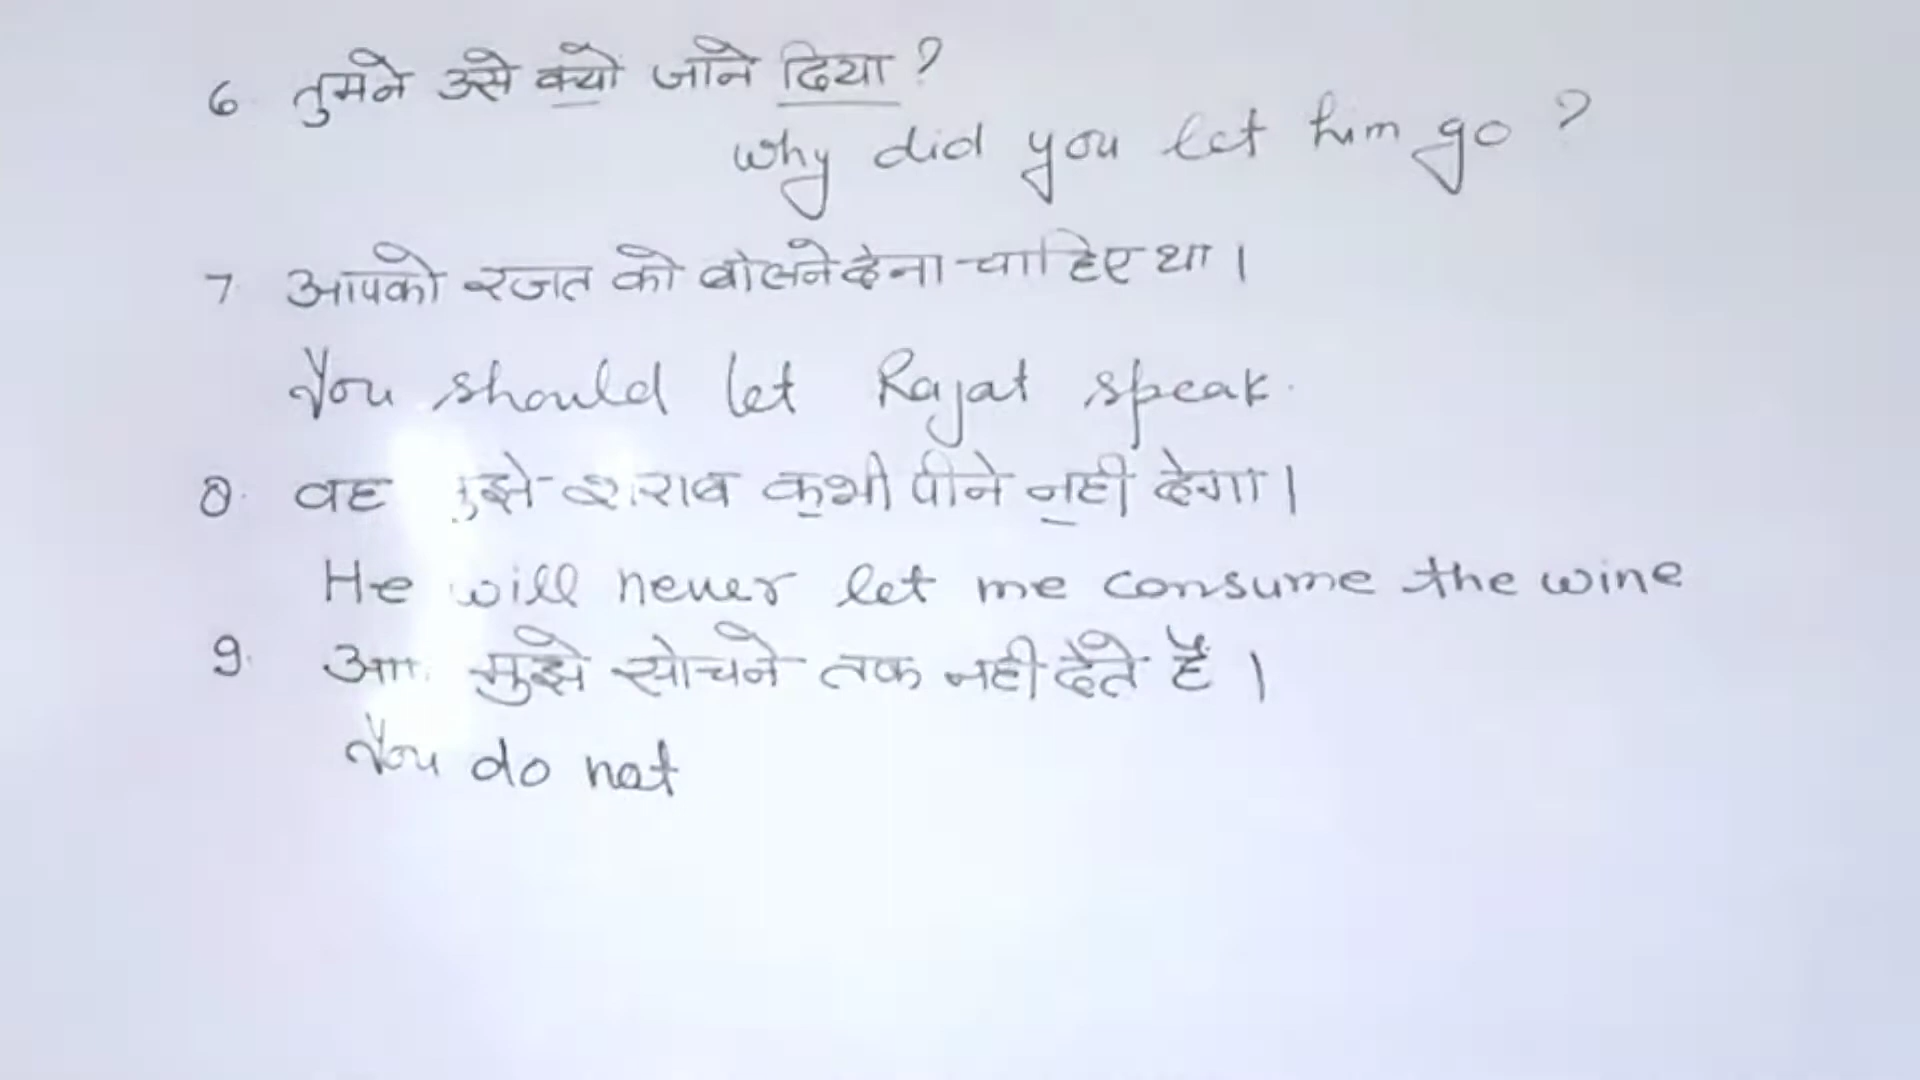 6. तुमने उसे क्यो जाने दिया ?
why did you let him go ?
7. आपको रजत को बोलने देना चाहिए था ।
You should let Rajat speak.
8. वह शराब कभी पीने नही देगा ।
He will never let me consume the wine
9. मुझे सोचने तक नही देते है ।
You do not